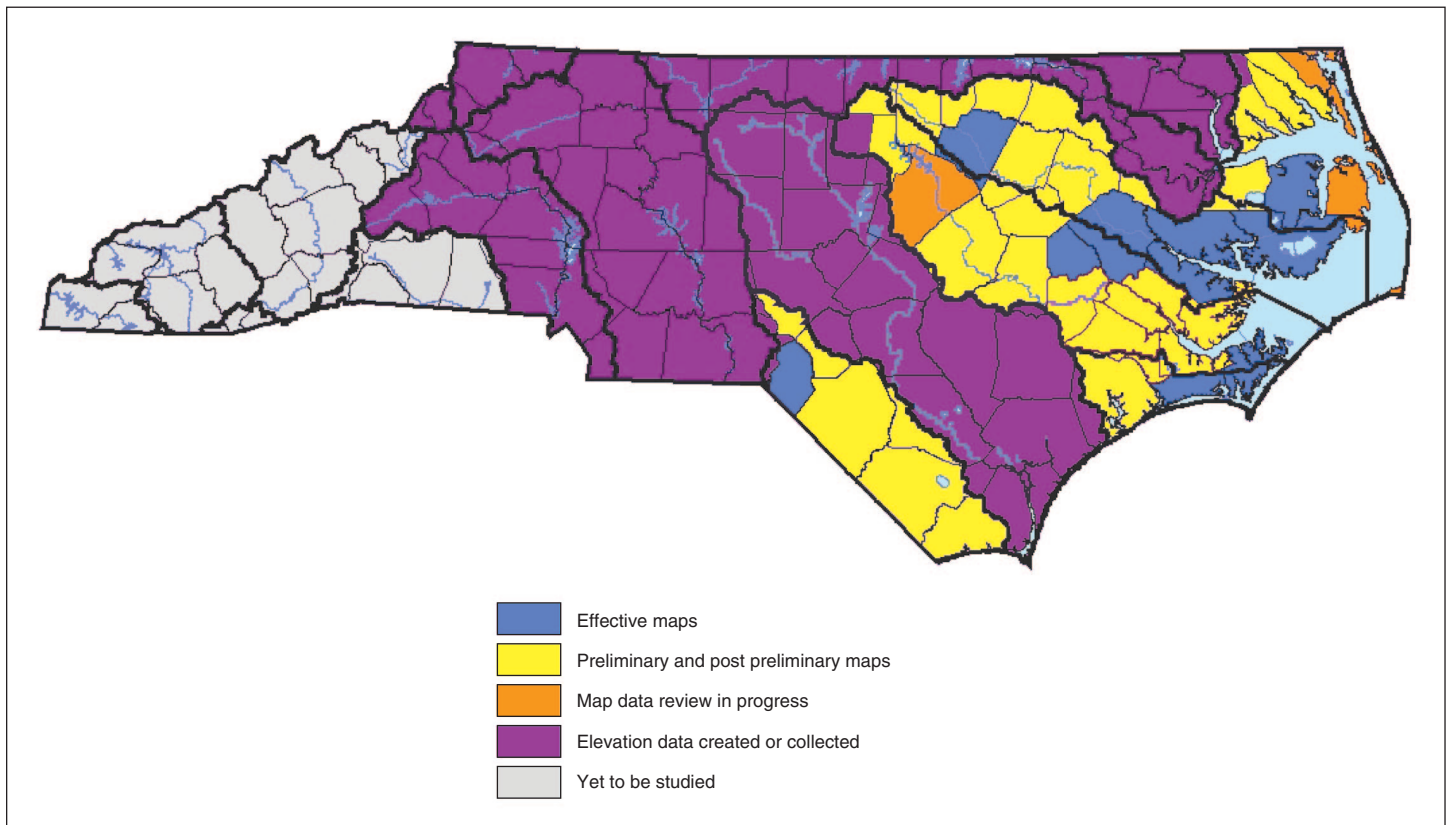 Effective maps
Preliminary and post preliminary maps
Map data review in progress
Elevation data created or collected
Yet to be studied